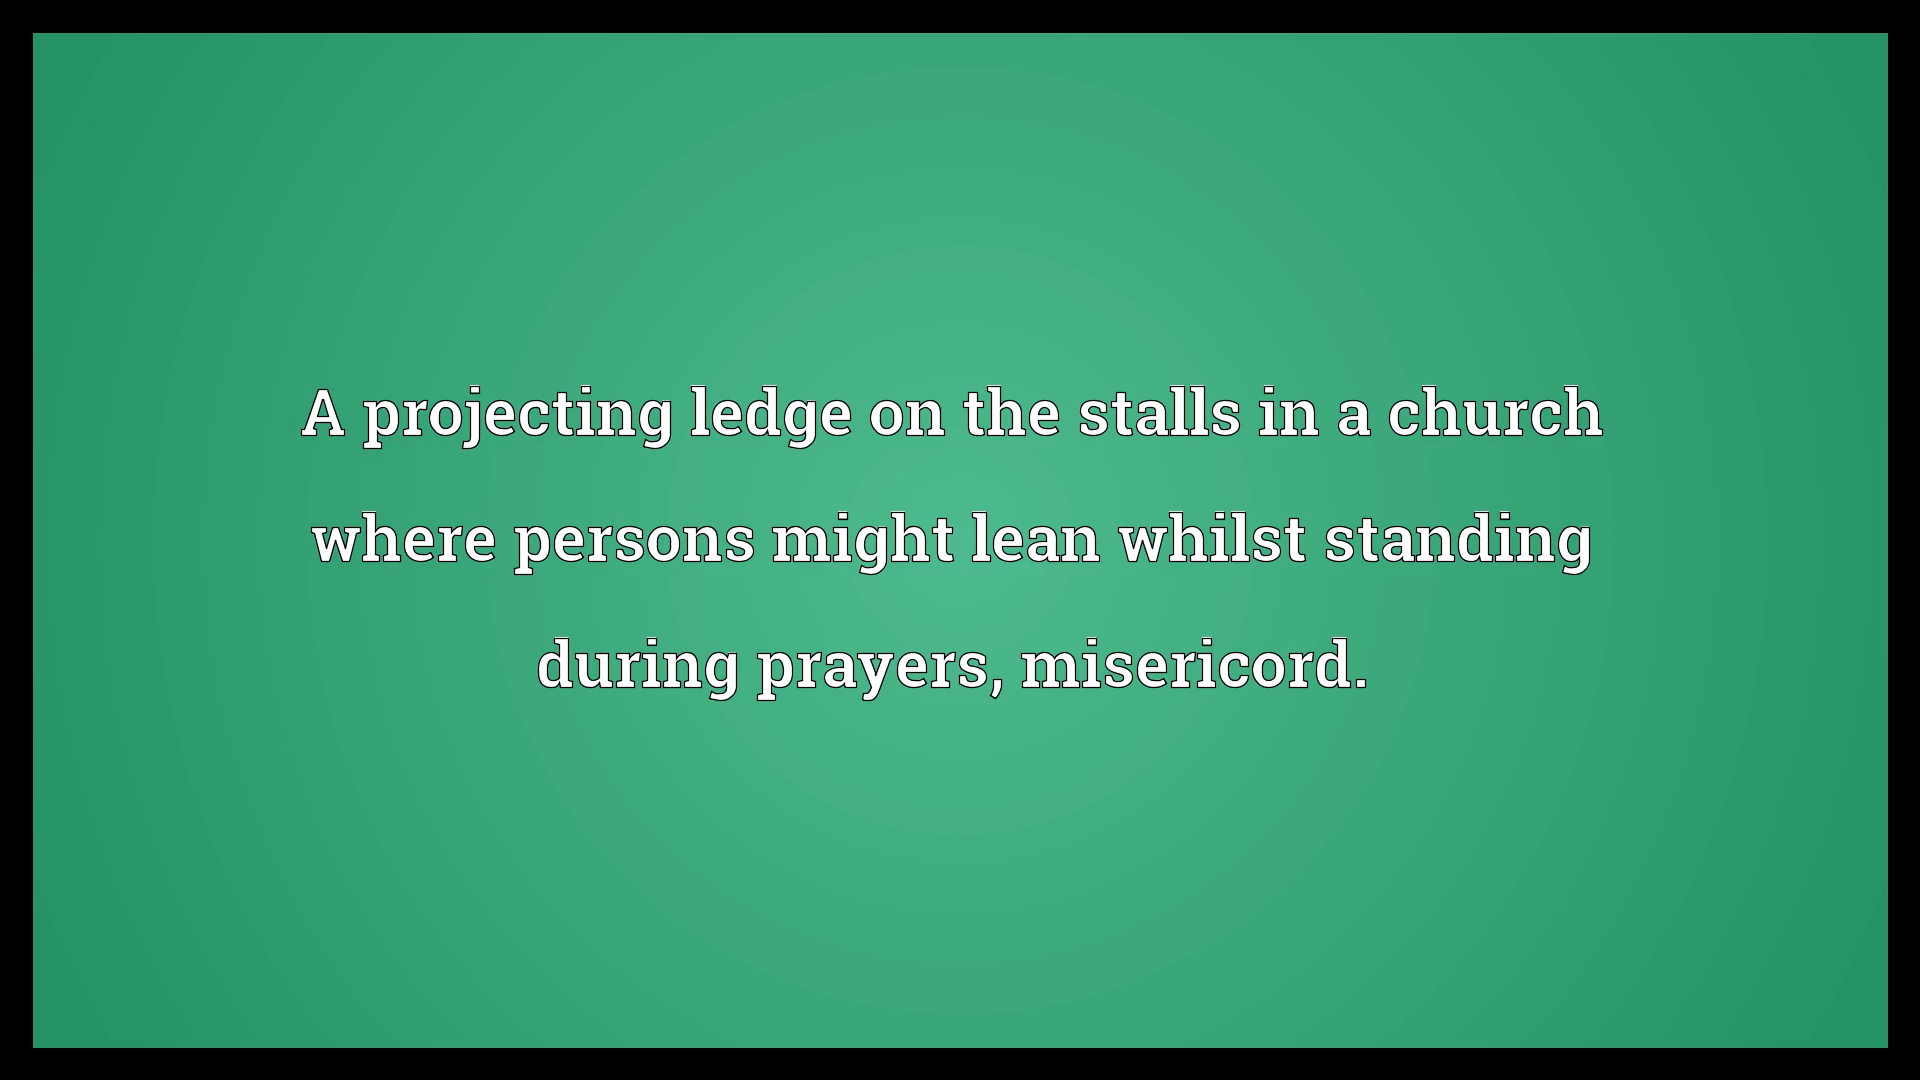 A projecting ledge on the stalls in a church
where persons might lean whilst standing
during prayers, misericord.